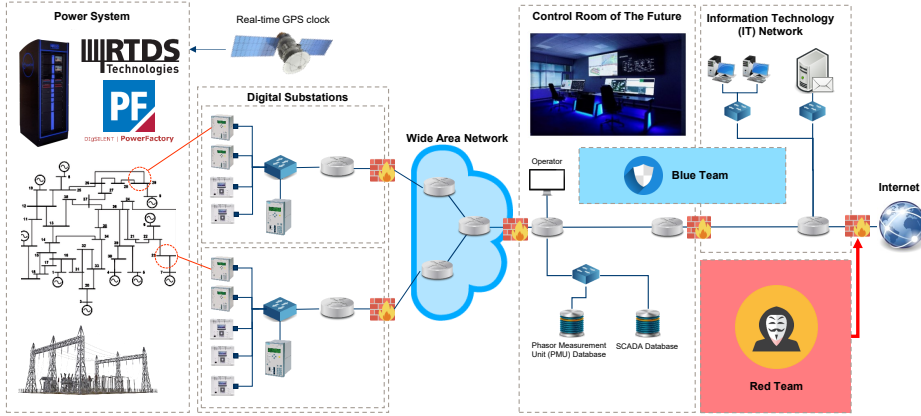 Power System
Real-time GPS clock
RTDS
Technologies
PF
DIgSILENT | PowerFactory
Digital Substations
Wide Area Network
Control Room of The Future
Information Technology
(IT) Network
Operator
Blue Team
Internet
Phasor Measurement
Unit (PMU) Database
SCADA Database
Red Team